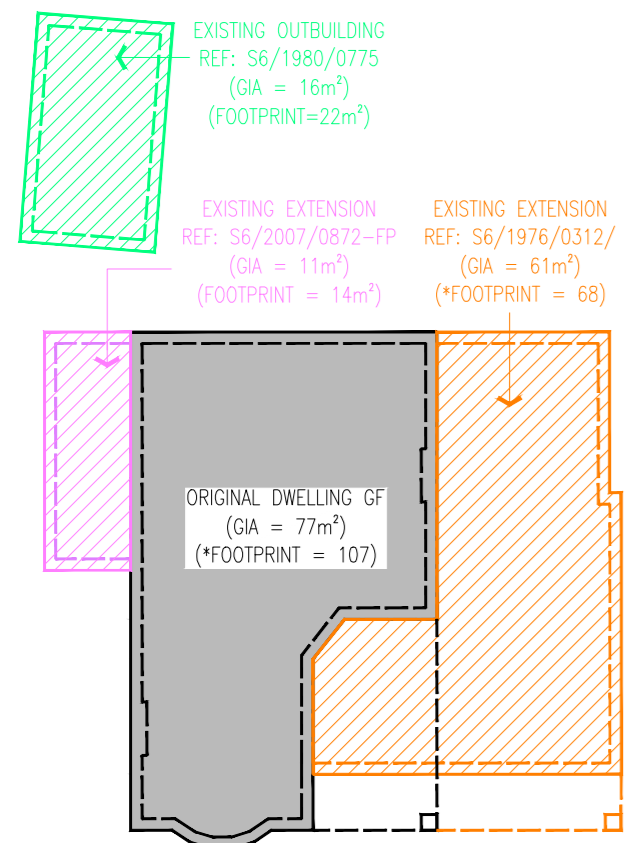 EXISTING OUTBUILDING
REF: S6/1980/0775
(GIA = 16m²)
(FOOTPRINT=22m²)
EXISTING EXTENSION
REF: S6/2007/0872-FP
(GIA = 11m²)
(FOOTPRINT = 14m²)
EXISTING EXTENSION
REF: S6/1976/0312/
(GIA = 61m²)
(*FOOTPRINT = 68)
ORIGINAL DWELLING GF
(GIA = 77m²)
(*FOOTPRINT = 107)